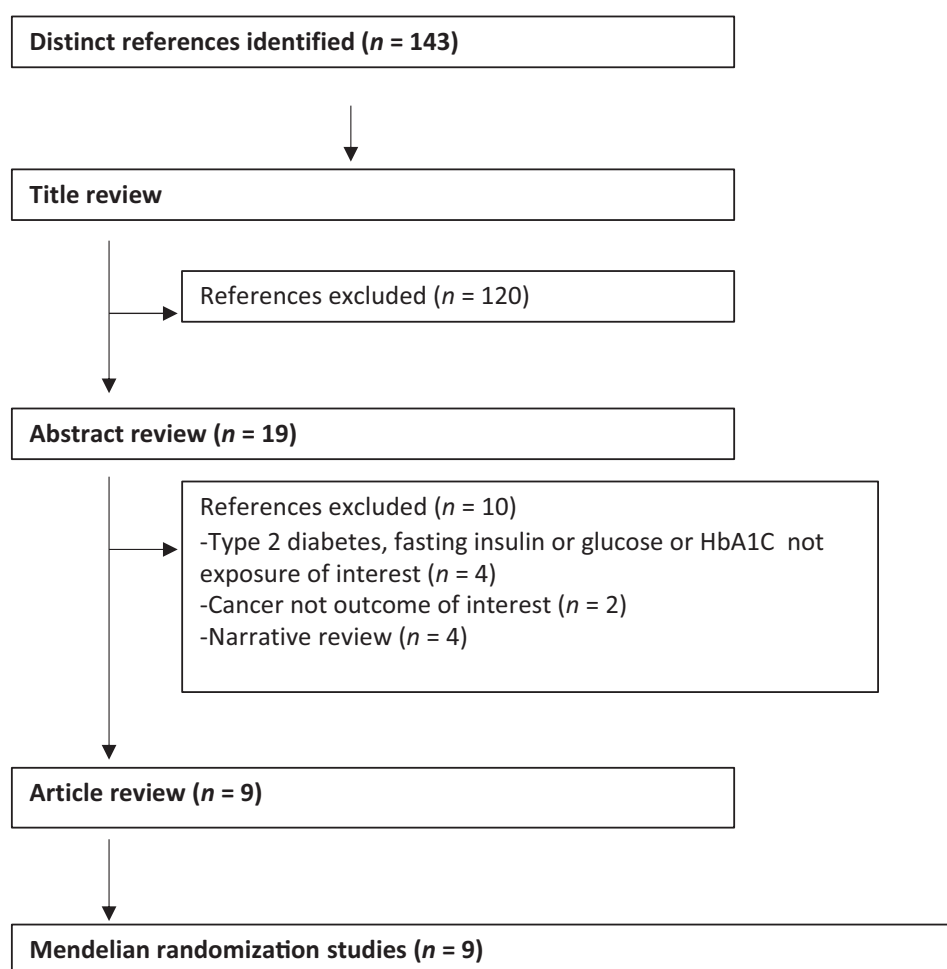 Distinct references identified (n = 143)
Title review
References excluded (n = 120)
Abstract review (n = 19)
References excluded (n = 10)
-Type 2 diabetes, fasting insulin or glucose or HbA1C not
exposure of interest (n = 4)
-Cancer not outcome of interest (n = 2)
-Narrative review (n = 4)
Article review (n = 9)
Mendelian randomization studies (n = 9)